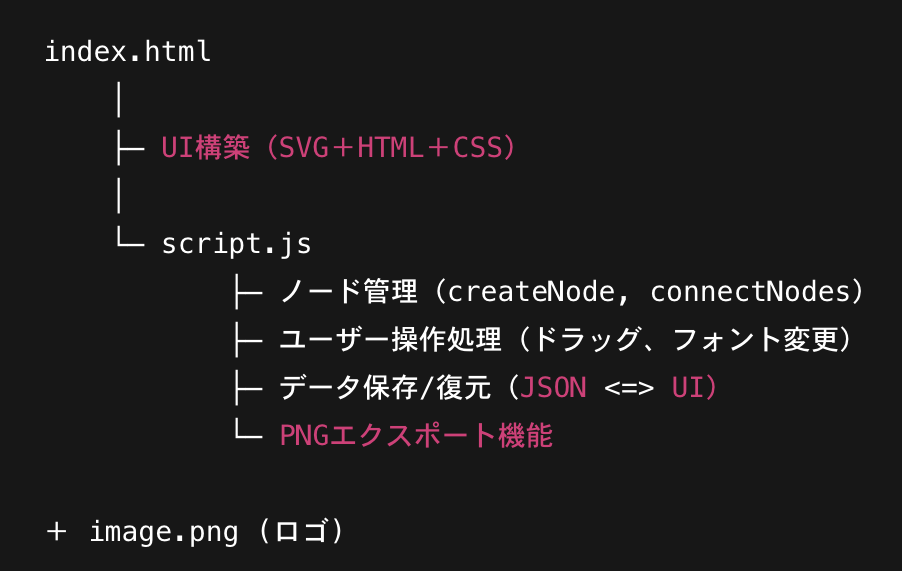 index.html
│
├─ UI構築（SVG＋HTML＋CSS）
│
└─ script.js
├─ ノード管理（createNode, connectNodes）
├─ ユーザー操作処理（ドラッグ、フォント変更）
├─ データ保存/復元（JSON <=> UI）
└─ PNGエクスポート機能
＋ image.png（ロゴ）